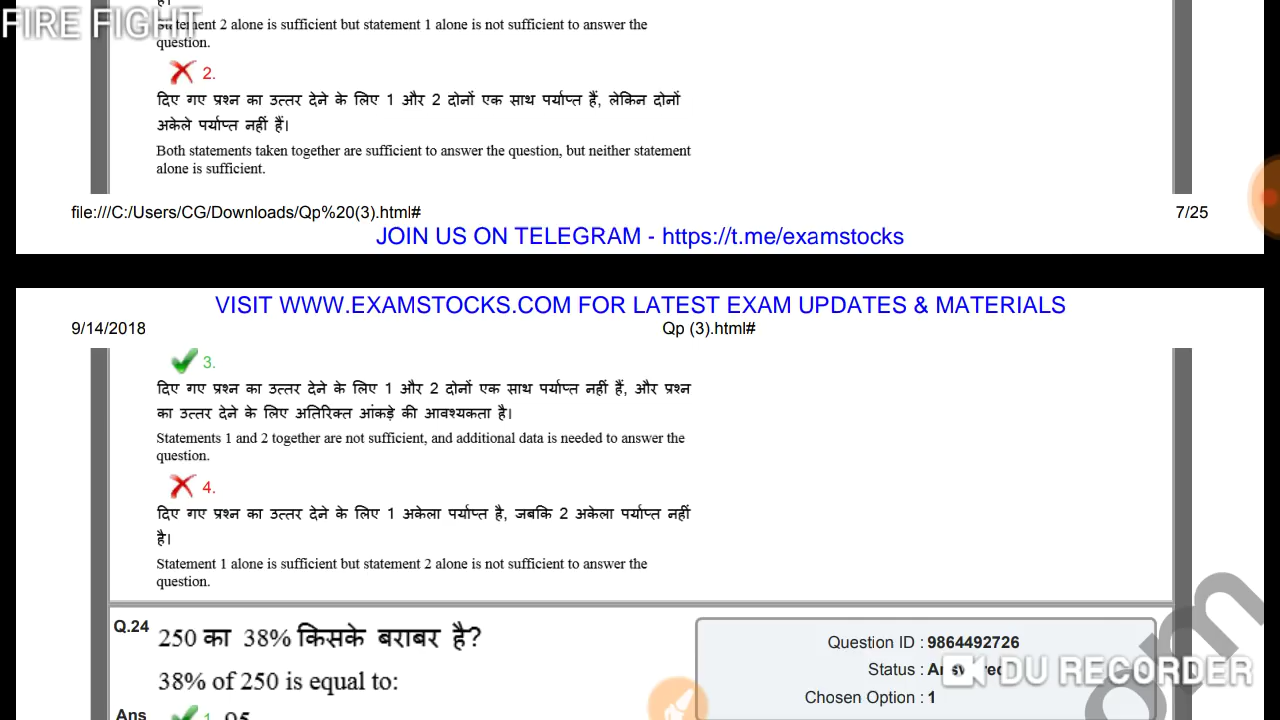 FIRE FIGHT
Statement 2 alone is sufficient but statement 1 alone is not sufficient to answer the
question.
2.
दिए गए प्रश्न का उत्तर देने के लिए 1 और 2 दोनों एक साथ पर्याप्त हैं, लेकिन दोनों
अकेले पर्याप्त नहीं हैं।
Both statements taken together are sufficient to answer the question, but neither statement
alone is sufficient.
file:///C:/Users/CG/Downloads/Qp%20(3).html#
7/25
JOIN US ON TELEGRAM - https://t.me/examstocks
VISIT WWW.EXAMSTOCKS.COM FOR LATEST EXAM UPDATES & MATERIALS
9/14/2018
Qp (3).html#
3.
दिए गए प्रश्न का उत्तर देने के लिए 1 और 2 दोनों एक साथ पर्याप्त नहीं हैं, और प्रश्न
का उत्तर देने के लिए अतिरिक्त आंकड़े की आवश्यकता है।
Statements 1 and 2 together are not sufficient, and additional data is needed to answer the
question.
4.
दिए गए प्रश्न का उत्तर देने के लिए 1 अकेला पर्याप्त है, जबकि 2 अकेला पर्याप्त नहीं
है।
Statement 1 alone is sufficient but statement 2 alone is not sufficient to answer the
question.
Q.24
250 का 38% किसके बराबर है?
38% of 250 is equal to:
Question ID : 9864492726
Status : Answered
Chosen Option : 1
DU RECORDER
Ans
1. 95